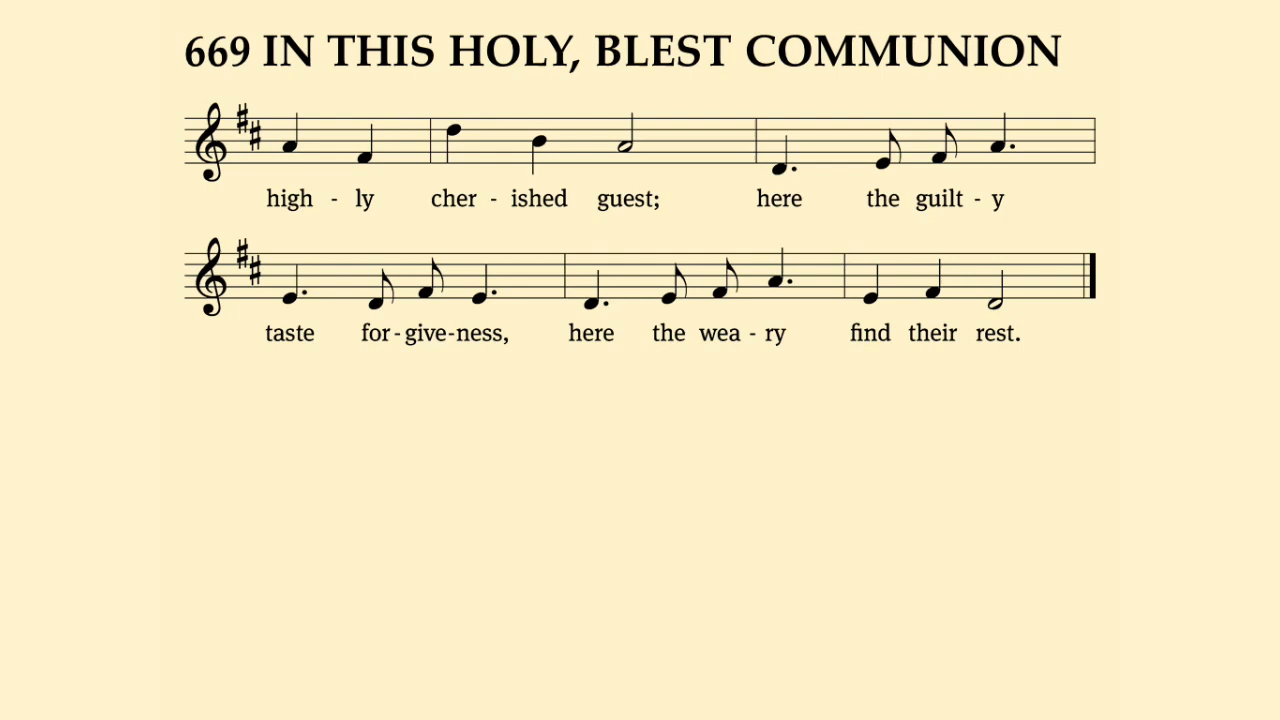 669 IN THIS HOLY, BLEST COMMUNION
high - ly cher - ished guest; here the guilt - y
taste for - give - ness, here the wea - ry find their rest.